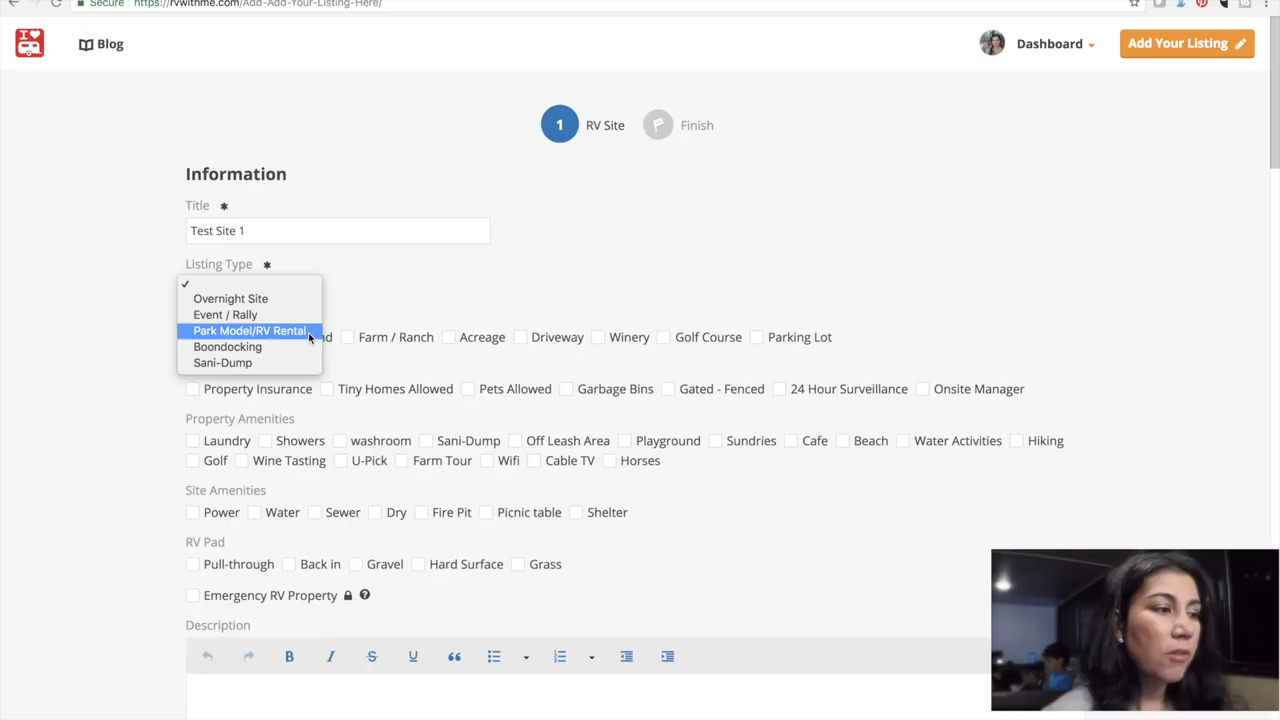 Secure https://rvwithme.com/Add-Add-Your-Listing-Here/
I
Blog
Dashboard
Add Your Listing
1 RV Site Finish
Information
Title *
Test Site 1
Listing Type *
✓
Overnight Site
Event / Rally
Park Model/RV Rental
Boondocking
Sani-Dump
Farm / Ranch Acreage Driveway Winery Golf Course Parking Lot
Property Insurance Tiny Homes Allowed Pets Allowed Garbage Bins Gated - Fenced 24 Hour Surveillance Onsite Manager
Property Amenities
Laundry Showers washroom Sani-Dump Off Leash Area Playground Sundries Cafe Beach Water Activities Hiking
Golf Wine Tasting U-Pick Farm Tour Wifi Cable TV Horses
Site Amenities
Power Water Sewer Dry Fire Pit Picnic table Shelter
RV Pad
Pull-through Back in Gravel Hard Surface Grass
Emergency RV Property ?
Description
B I S U